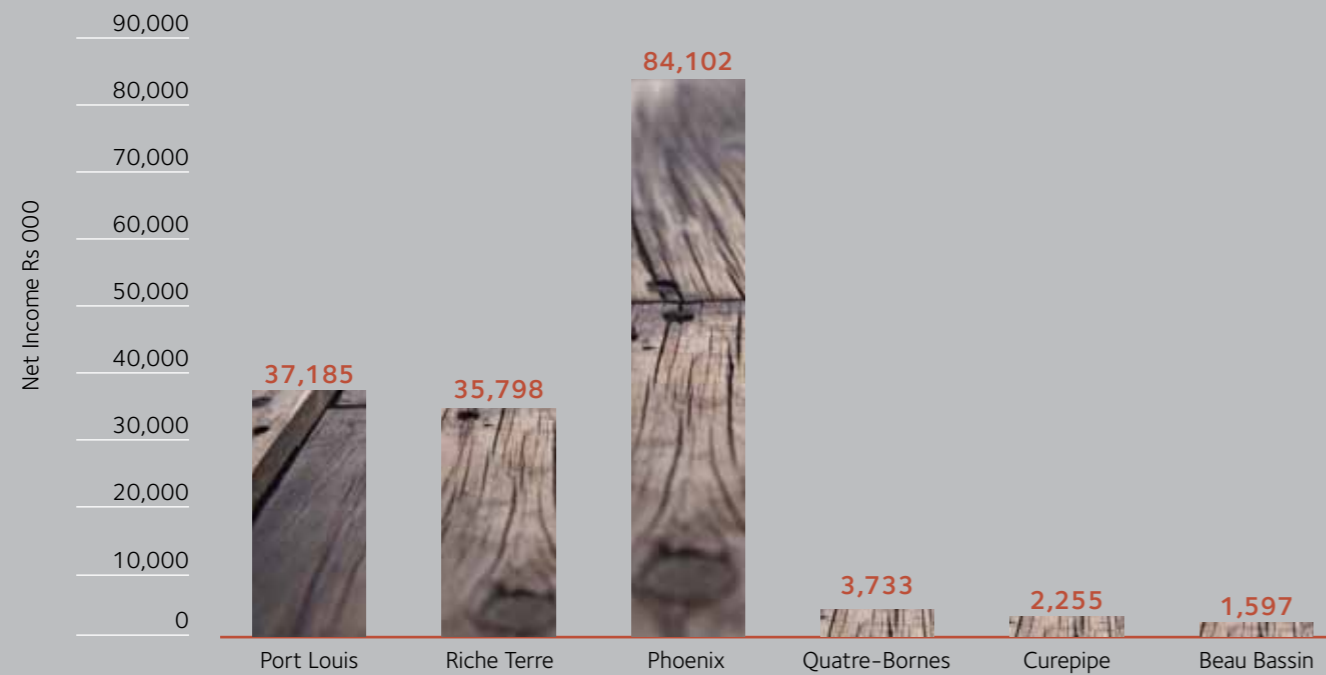 90,000
80,000
70,000
60,000
50,000
40,000
30,000
20,000
10,000
0
Net Income Rs 000
37,185
35,798
84,102
3,733
2,255
1,597
Port Louis
Riche Terre
Phoenix
Quatre-Bornes
Curepipe
Beau Bassin